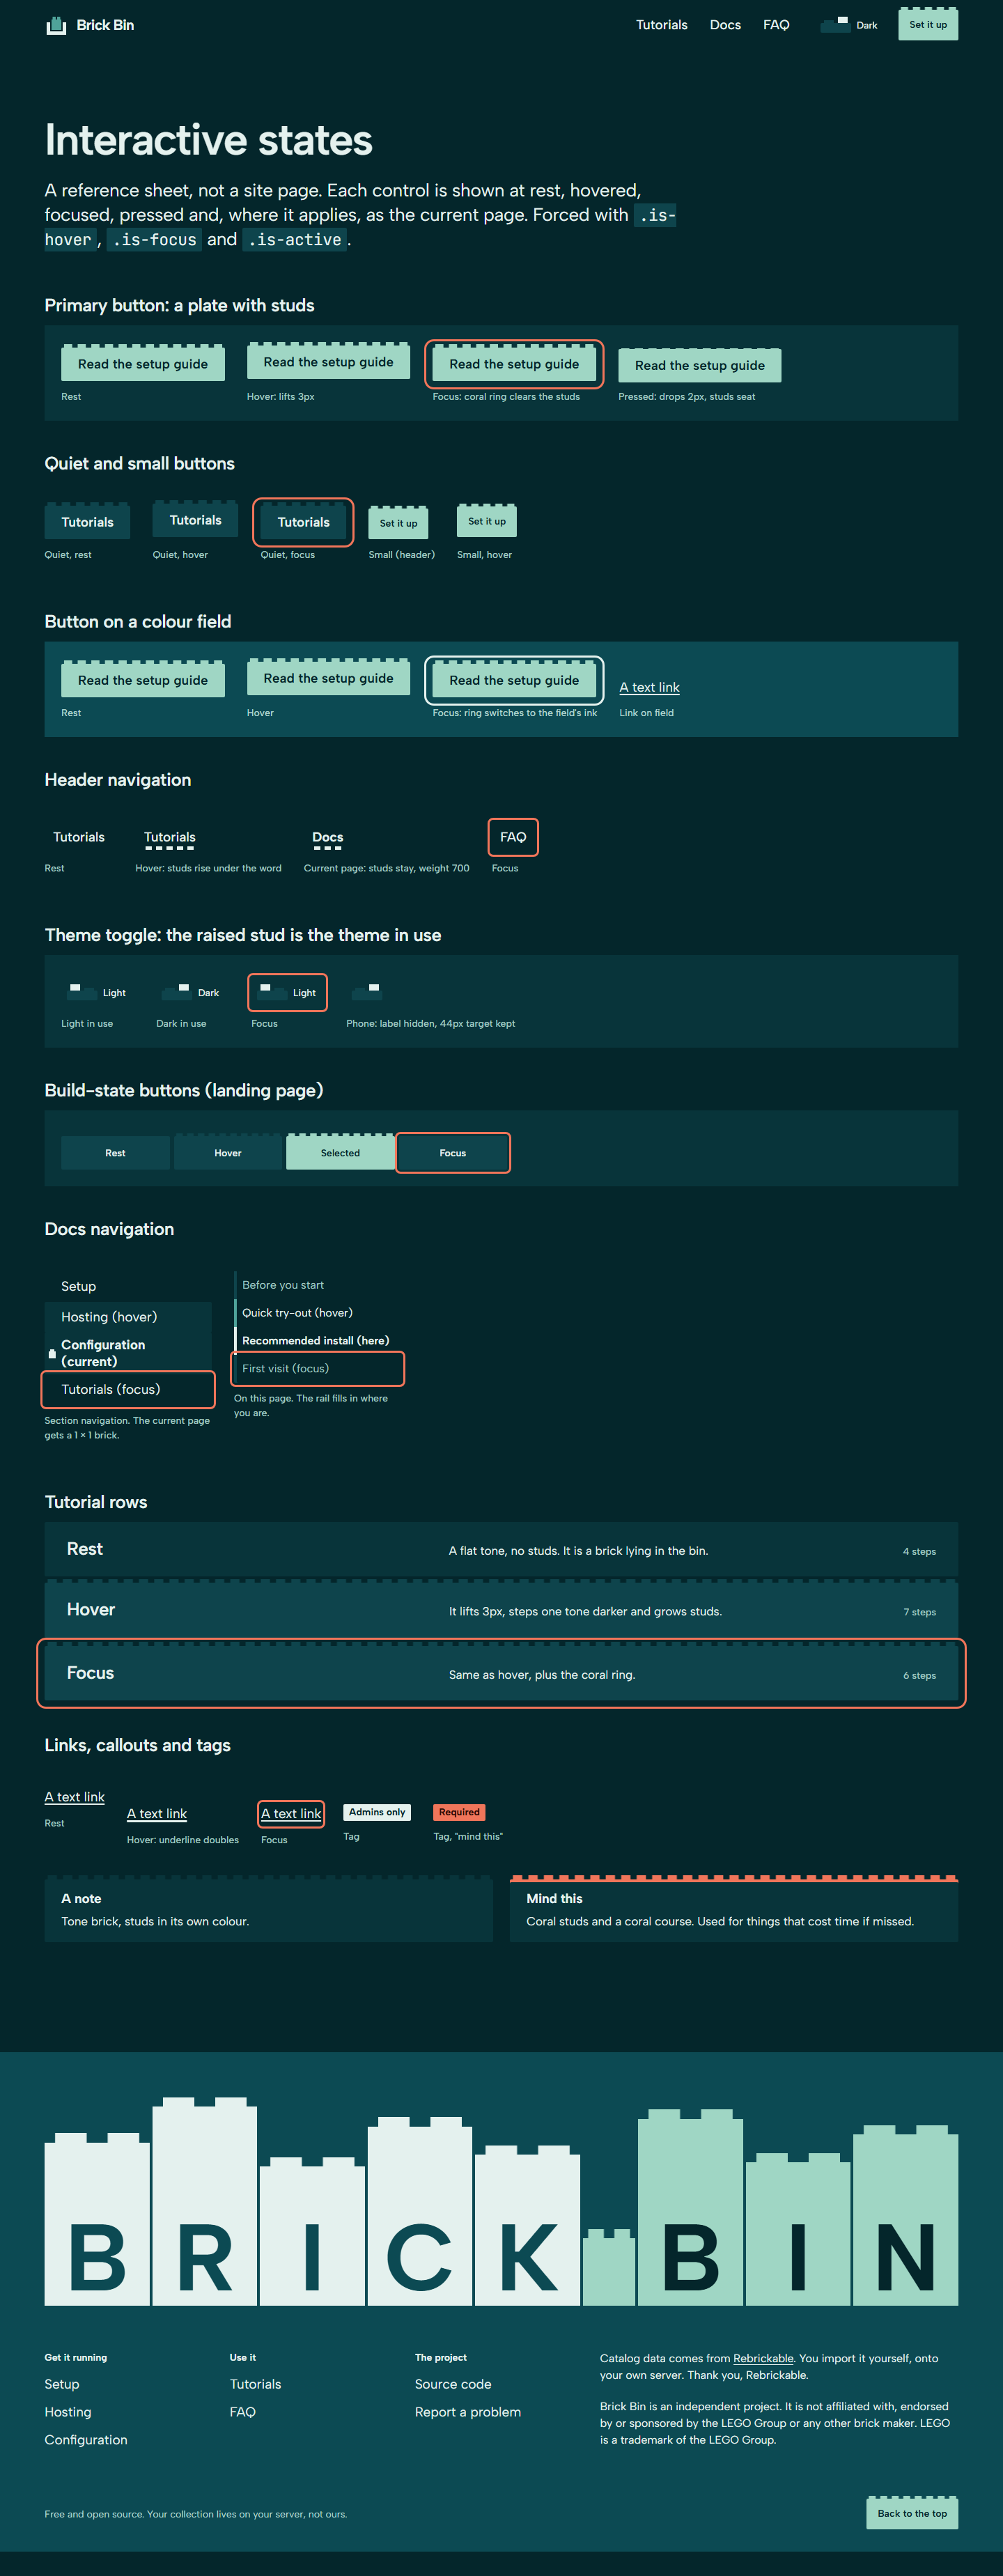 Brick Bin
Tutorials Docs FAQ Dark Set it up
Interactive states
A reference sheet, not a site page. Each control is shown at rest, hovered,
focused, pressed and, where it applies, as the current page. Forced with .is-
hover , .is-focus and .is-active .
Primary button: a plate with studs
Read the setup guide Read the setup guide Read the setup guide Read the setup guide
Rest Hover: lifts 3px Focus: coral ring clears the studs Pressed: drops 2px, studs seat
Quiet and small buttons
Tutorials Tutorials Tutorials Set it up Set it up
Quiet, rest Quiet, hover Quiet, focus Small (header) Small, hover
Button on a colour field
Read the setup guide Read the setup guide Read the setup guide A text link
Rest Hover Focus: ring switches to the field's ink Link on field
Header navigation
Tutorials Tutorials Docs FAQ
Rest Hover: studs rise under the word Current page: studs stay, weight 700 Focus
Theme toggle: the raised stud is the theme in use
Light Dark Light
Light in use Dark in use Focus Phone: label hidden, 44px target kept
Build-state buttons (landing page)
Rest Hover Selected Focus
Docs navigation
Setup
Hosting (hover)
Configuration
(current)
Tutorials (focus)
Section navigation. The current page
gets a 1 × 1 brick.
Before you start
Quick try-out (hover)
Recommended install (here)
First visit (focus)
On this page. The rail fills in where
you are.
Tutorial rows
Rest A flat tone, no studs. It is a brick lying in the bin. 4 steps
Hover It lifts 3px, steps one tone darker and grows studs. 7 steps
Focus Same as hover, plus the coral ring. 6 steps
Links, callouts and tags
A text link A text link A text link Admins only Required
Rest Hover: underline doubles Focus Tag Tag, "mind this"
A note
Tone brick, studs in its own colour.
Mind this
Coral studs and a coral course. Used for things that cost time if missed.
BRICK BIN
Get it running
Setup
Hosting
Configuration
Use it
Tutorials
FAQ
The project
Source code
Report a problem
Catalog data comes from Rebrickable. You import it yourself, onto
your own server. Thank you, Rebrickable.
Brick Bin is an independent project. It is not affiliated with, endorsed
by or sponsored by the LEGO Group or any other brick maker. LEGO
is a trademark of the LEGO Group.
Free and open source. Your collection lives on your server, not ours.
Back to the top